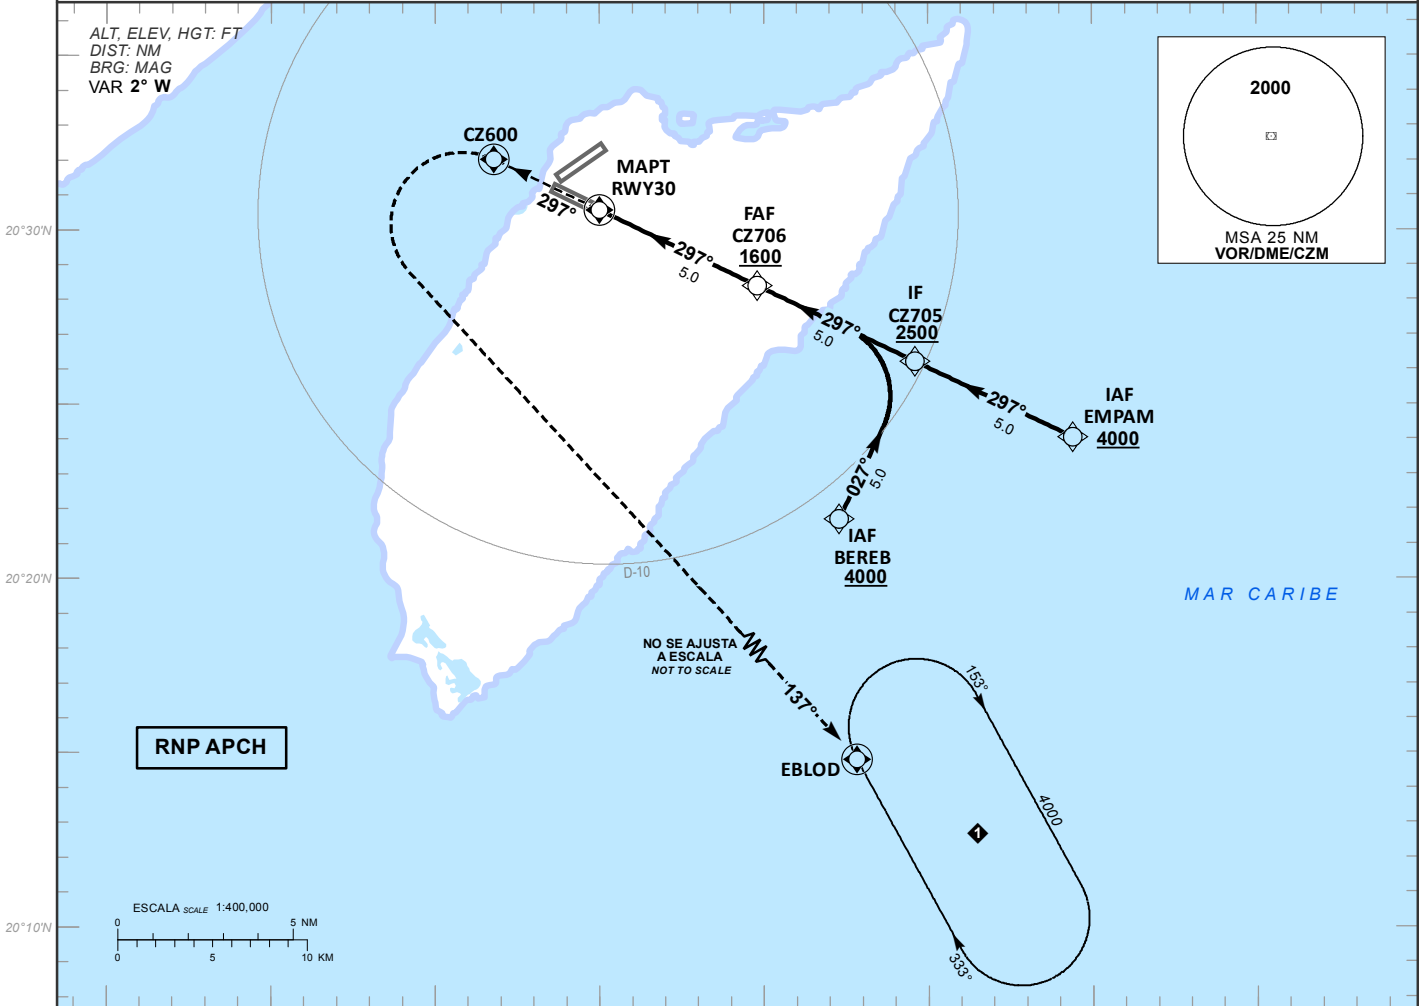 ALT, ELEV, HGT: FT
DIST: NM
BRG: MAG
VAR 2° W
2000
MSA 25 NM
VOR/DME/CZM
CZ600
MAPT
RWY30
297°
FAF
CZ706
1600
297°
5.0
IF
CZ705
2500
297°
5.0
IAF
EMPAM
4000
297°
5.0
027°
5.0
IAF
BEREB
4000
20°30'N
20°20'N
20°10'N
D-10
MAR CARIBE
NO SE AJUSTA
A ESCALA
NOT TO SCALE
137°
EBLOD
153°
4000
1
333°
RNP APCH
ESCALA SCALE 1:400,000
0 5 NM
0 5 10 KM